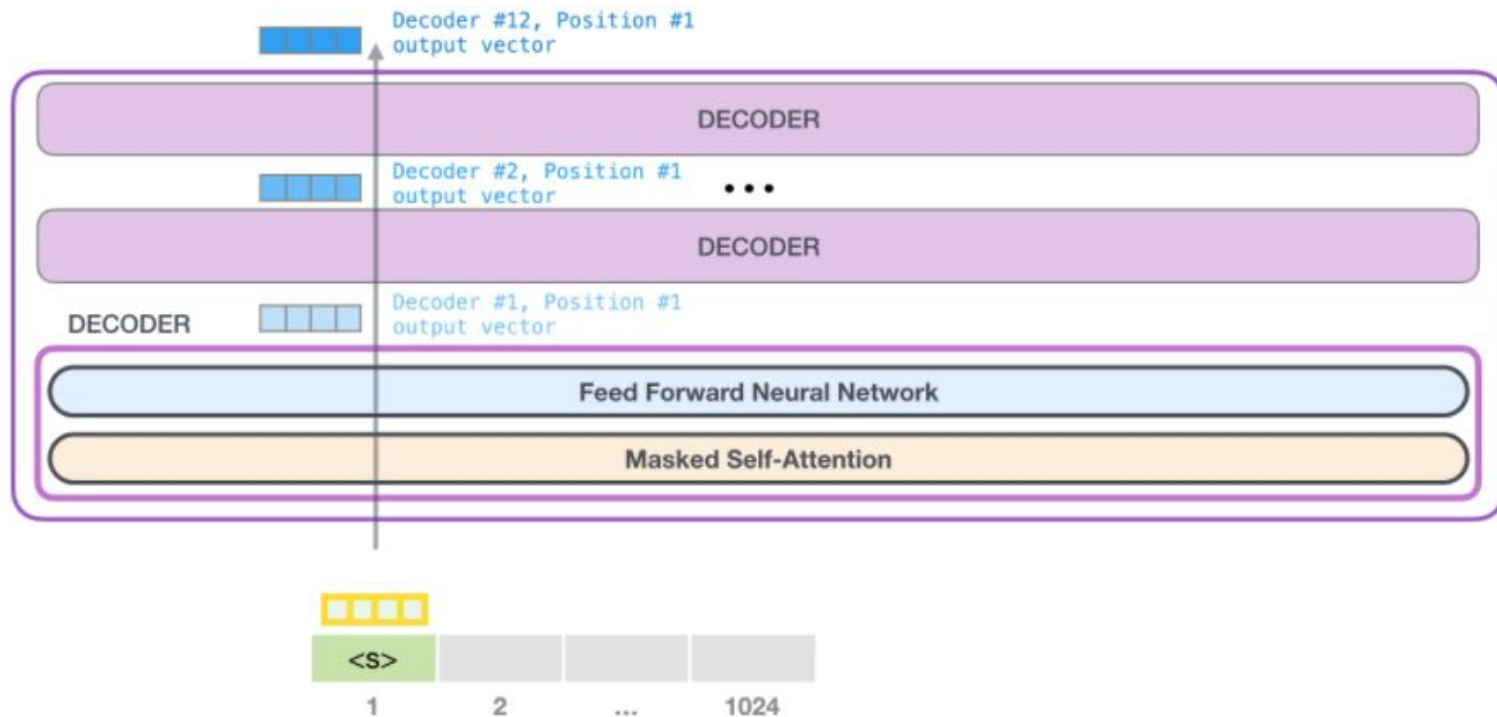 Decoder #12, Position #1
output vector
DECODER
Decoder #2, Position #1
output vector
...
DECODER
Decoder #1, Position #1
output vector
DECODER
Feed Forward Neural Network
Masked Self-Attention
<S>
1 2 ... 1024